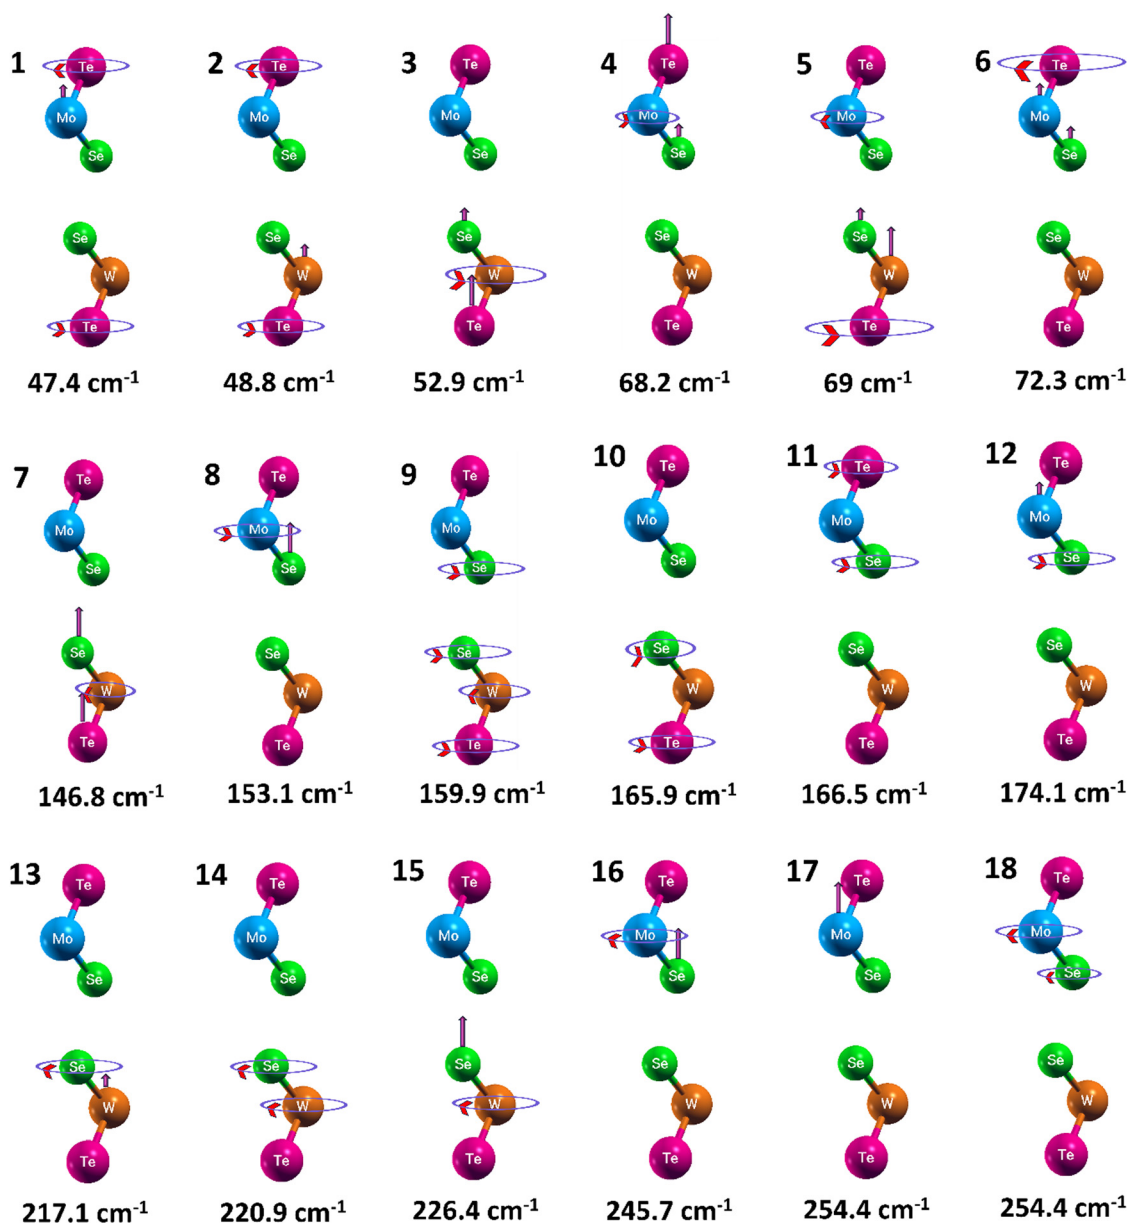 1 2 3 4 5 6
Te Te Te Te Te Te
Mo Mo Mo Mo Mo Mo
Se Se Se Se Se Se
Se Se Se Se Se Se
W W W W W W
Te Te Te Te Te Te
47.4 cm-1 48.8 cm-1 52.9 cm-1 68.2 cm-1 69 cm-1 72.3 cm-1
7 8 9 10 11 12
Te Te Te Te Te Te
Mo Mo Mo Mo Mo Mo
Se Se Se Se Se Se
Se Se Se Se Se Se
W W W W W W
Te Te Te Te Te Te
146.8 cm-1 153.1 cm-1 159.9 cm-1 165.9 cm-1 166.5 cm-1 174.1 cm-1
13 14 15 16 17 18
Te Te Te Te Te Te
Mo Mo Mo Mo Mo Mo
Se Se Se Se Se Se
Se Se Se Se Se Se
W W W W W W
Te Te Te Te Te Te
217.1 cm-1 220.9 cm-1 226.4 cm-1 245.7 cm-1 254.4 cm-1 254.4 cm-1